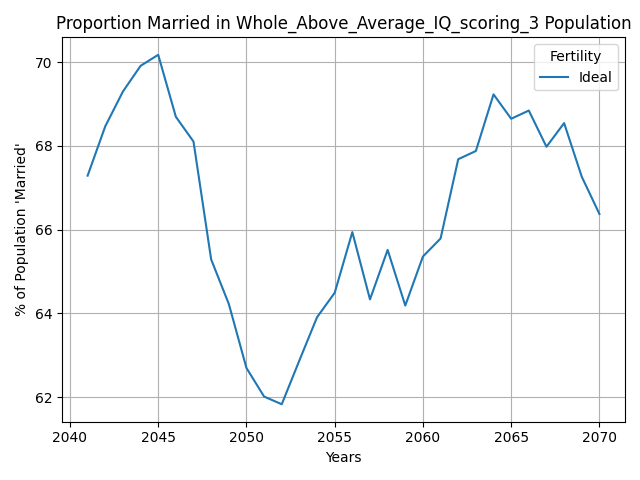 Proportion Married in Whole_Above_Average_IQ_scoring_3 Population
Fertility
Ideal
% of Population 'Married'
70
68
66
64
62
2040 2045 2050 2055 2060 2065 2070
Years